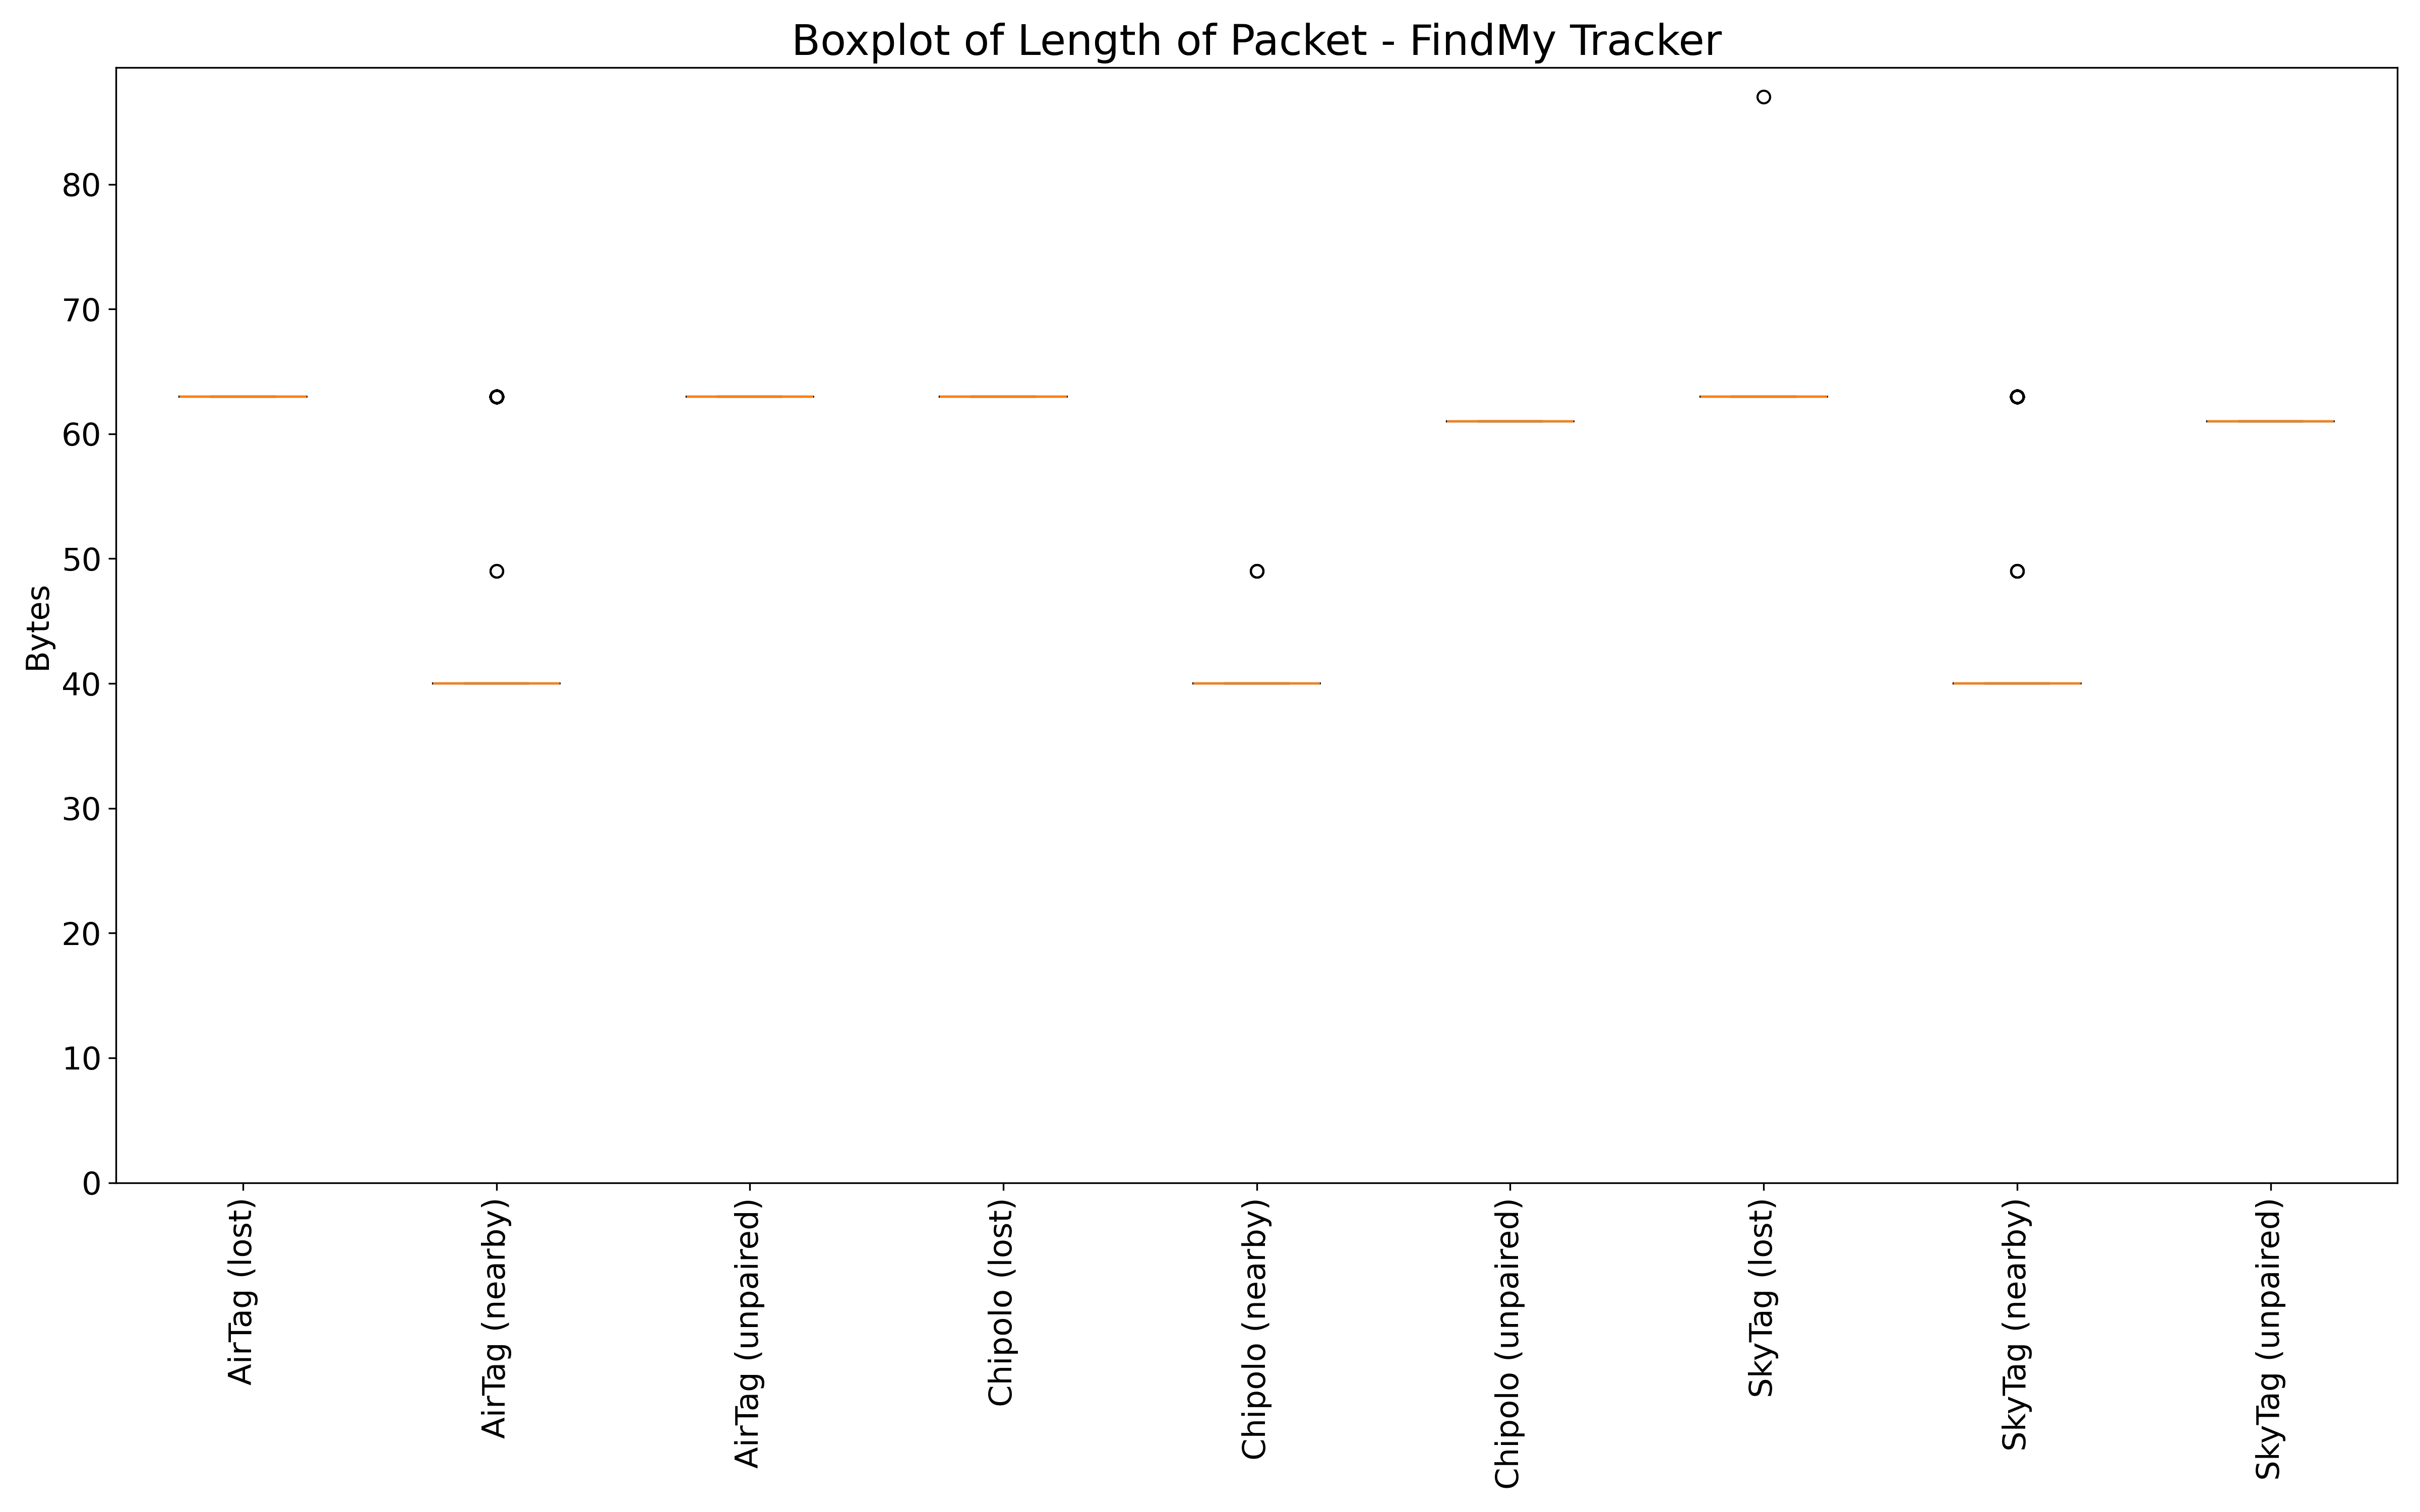 Boxplot of Length of Packet - FindMy Tracker
Bytes
80
70
60
50
40
30
20
10
0
AirTag (lost)
AirTag (nearby)
AirTag (unpaired)
Chipolo (lost)
Chipolo (nearby)
Chipolo (unpaired)
SkyTag (lost)
SkyTag (nearby)
SkyTag (unpaired)